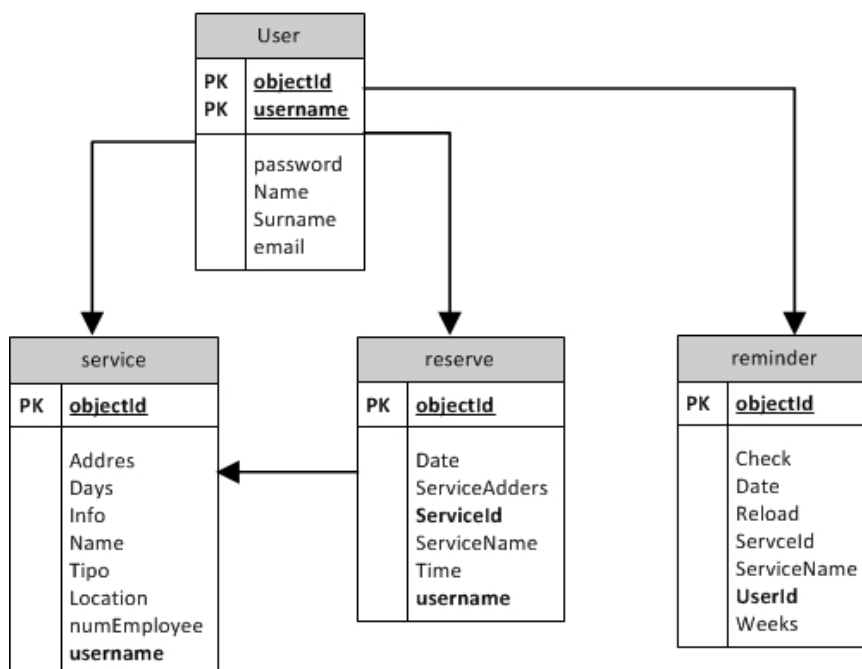 User
PK objectId
PK username
password
Name
Surname
email
service
PK objectId
Addres
Days
Info
Name
Tipo
Location
numEmployee
username
reserve
PK objectId
Date
ServiceAdders
ServiceId
ServiceName
Time
username
reminder
PK objectId
Check
Date
Reload
ServceId
ServiceName
UserId
Weeks